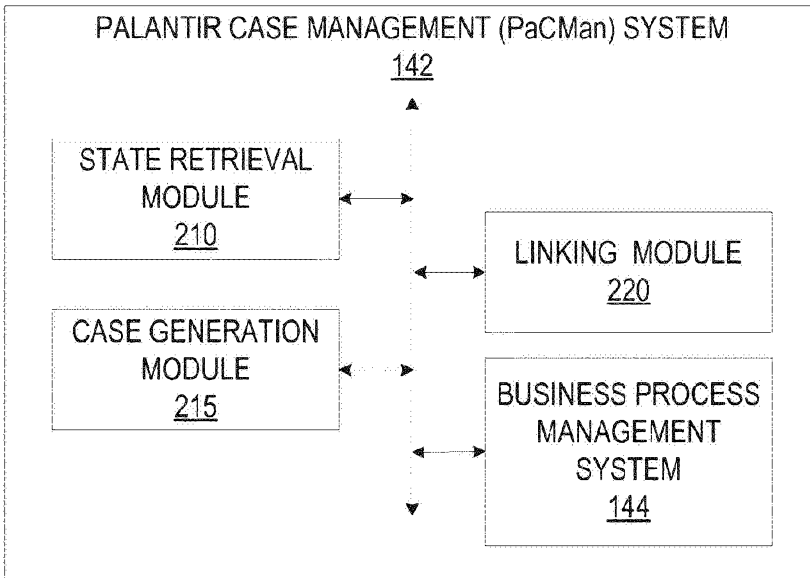 PALANTIR CASE MANAGEMENT (PaCMan) SYSTEM
142
STATE RETRIEVAL
MODULE
210
LINKING MODULE
220
CASE GENERATION
MODULE
215
BUSINESS PROCESS
MANAGEMENT
SYSTEM
144